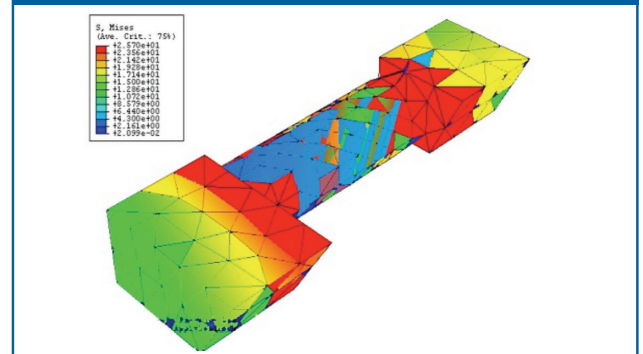 S, Mises
(Ave. Crit.: 75%)
+2.570e+01
+2.356e+01
+2.142e+01
+1.928e+01
+1.714e+01
+1.500e+01
+1.286e+01
+1.072e+01
+8.579e+00
+6.440e+00
+4.300e+00
+2.161e+00
+2.099e-02